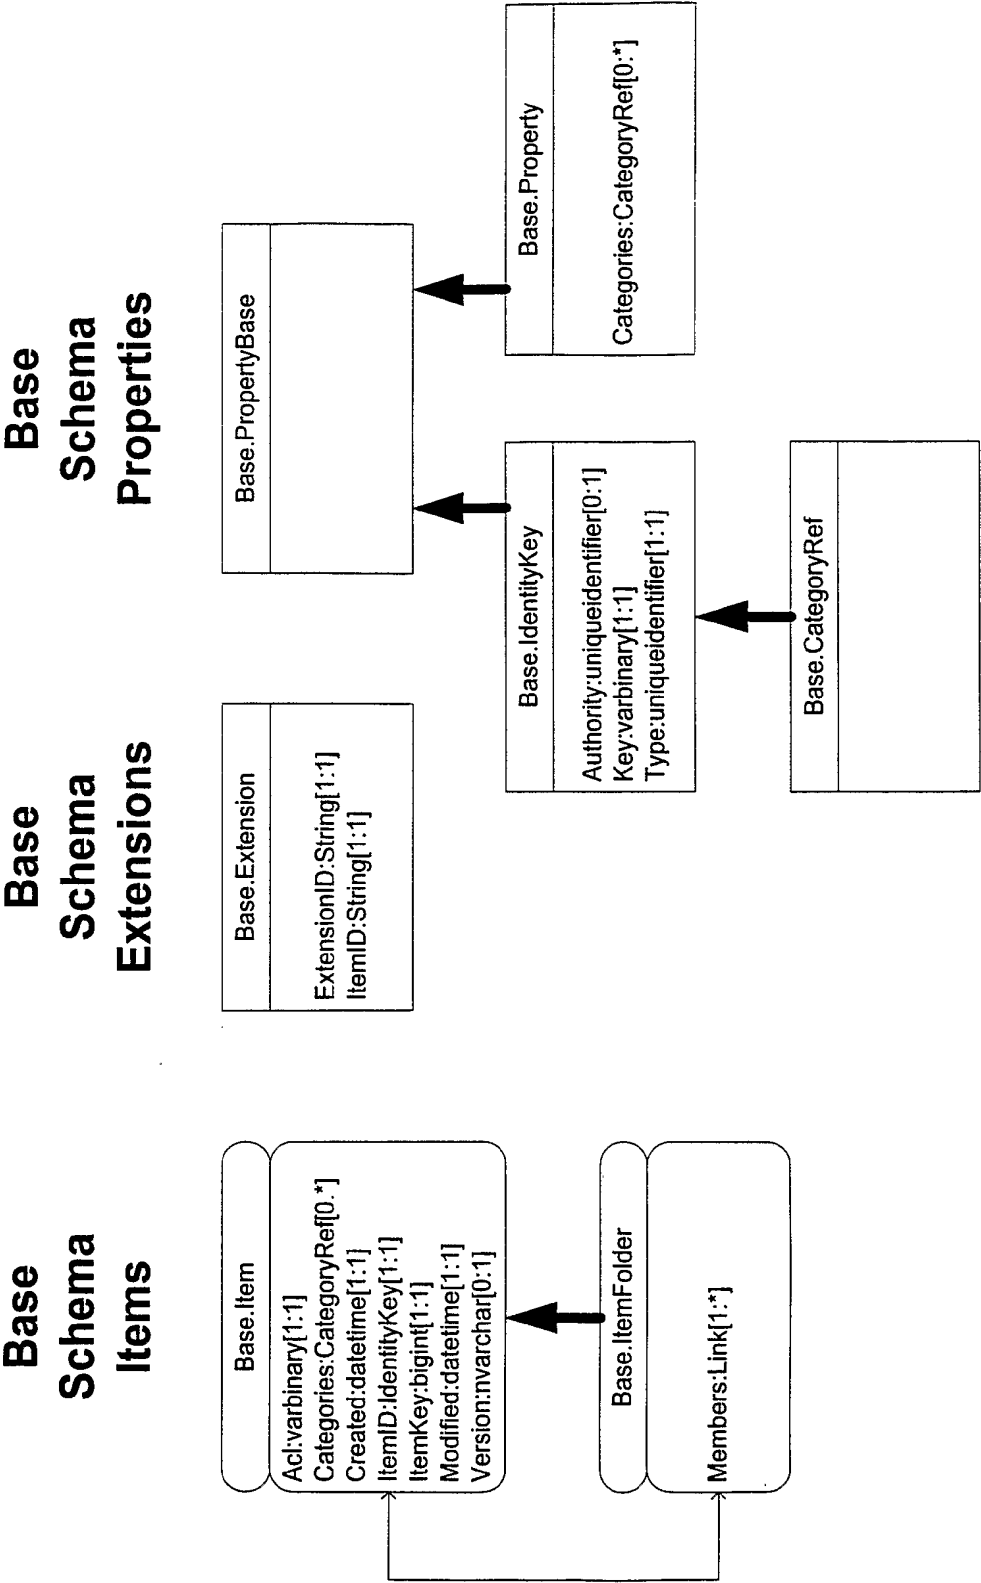 Base
Schema
Items
Base.Item
Acl:varbinary[1:1]
Categories:CategoryRef[0.*]
Created:datetime[1:1]
ItemID:IdentityKey[1:1]
ItemKey:bigint[1:1]
Modified:datetime[1:1]
Version:nvarchar[0:1]
Base.ItemFolder
Members:Link[1:*]
Base
Schema
Extensions
Base.Extension
ExtensionID:String[1:1]
ItemID:String[1:1]
Base
Schema
Properties
Base.PropertyBase
Base.IdentityKey
Authority:uniqueidentifier[0:1]
Key:varbinary[1:1]
Type:uniqueidentifier[1:1]
Base.Property
Categories:CategoryRef[0:*]
Base.CategoryRef